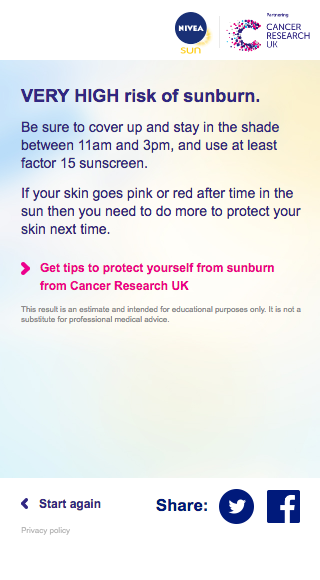 NIVEA
sun
Partnering
CANCER
RESEARCH
UK
VERY HIGH risk of sunburn.
Be sure to cover up and stay in the shade
between 11am and 3pm, and use at least
factor 15 sunscreen.
If your skin goes pink or red after time in the
sun then you need to do more to protect your
skin next time.
Get tips to protect yourself from sunburn
from Cancer Research UK
This result is an estimate and intended for educational purposes only. It is not a
substitute for professional medical advice.
Start again
Share:
Privacy policy